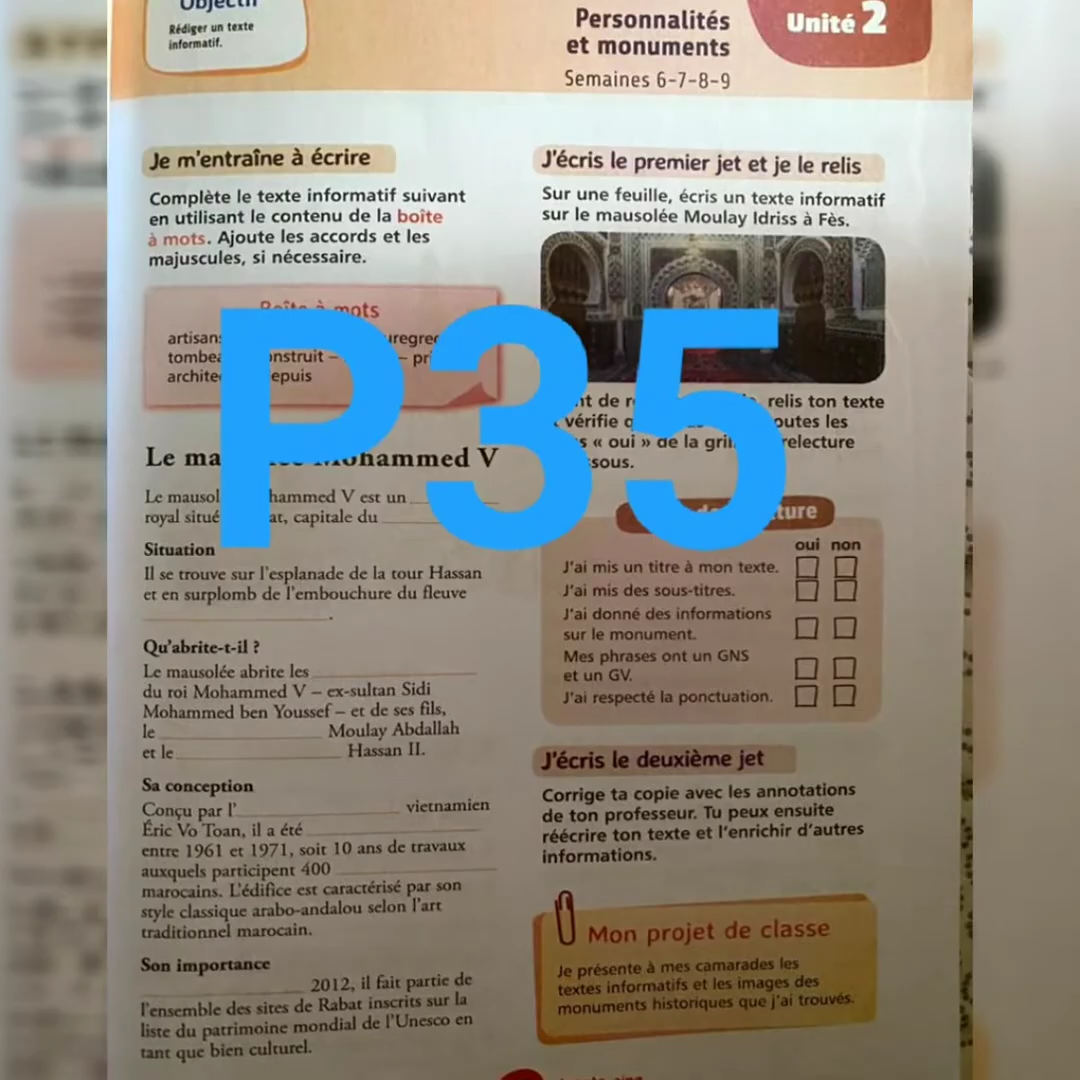 Objectif
Rédiger un texte
informatif.
Personnalités
et monuments
Semaines 6-7-8-9
Unité 2
Je m'entraîne à écrire
Complète le texte informatif suivant
en utilisant le contenu de la boîte
à mots. Ajoute les accords et les
majuscules, si nécessaire.
Boîte à mots
P35
Le Mohammed V
Le Mohammed V est un
royal situé capitale du
Situation
Il se trouve sur l'esplanade de la tour Hassan
et en surplomb de l'embouchure du fleuve
.
Qu'abrite-t-il ?
Le mausolée abrite les
du roi Mohammed V – ex-sultan Sidi
Mohammed ben Youssef – et de ses fils,
le Moulay Abdallah
et le Hassan II.
Sa conception
Conçu par l' vietnamien
Éric Vo Toan, il a été
entre 1961 et 1971, soit 10 ans de travaux
auxquels participent 400
marocains. L'édifice est caractérisé par son
style classique arabo-andalou selon l'art
traditionnel marocain.
Son importance
2012, il fait partie de
l'ensemble des sites de Rabat inscrits sur la
liste du patrimoine mondial de l'Unesco en
tant que bien culturel.
J'écris le premier jet et je le relis
Sur une feuille, écris un texte informatif
sur le mausolée Moulay Idriss à Fès.
de relis ton texte
vérifie
« oui » de la relecture
oui non
J'ai mis un titre à mon texte.
J'ai mis des sous-titres.
J'ai donné des informations
sur le monument.
Mes phrases ont un GNS
et un GV.
J'ai respecté la ponctuation.
J'écris le deuxième jet
Corrige ta copie avec les annotations
de ton professeur. Tu peux ensuite
réécrire ton texte et l'enrichir d'autres
informations.
Mon projet de classe
Je présente à mes camarades les
textes informatifs et les images des
monuments historiques que j'ai trouvés.